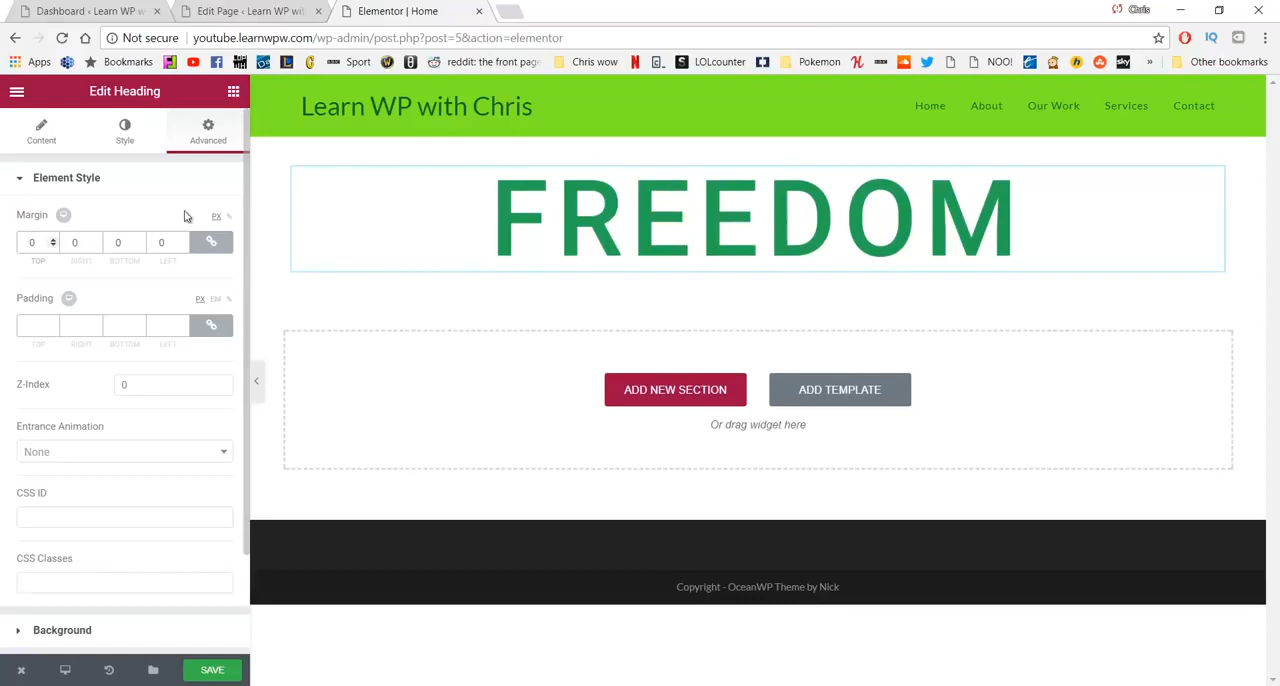 Dashboard ‹ Learn WP w
Edit Page ‹ Learn WP wit
Elementor | Home
Chris
Not secure
youtube.learnwpw.com/wp-admin/post.php?post=5&action=elementor
Apps
Bookmarks
Sport
reddit: the front page
Chris wow
LOLcounter
Pokemon
NOO!
sky
»
Other bookmarks
Edit Heading
Learn WP with Chris
Home
About
Our Work
Services
Contact
Content
Style
Advanced
Element Style
Margin
PX %
0 0 0 0
TOP RIGHT BOTTOM LEFT
FREEDOM
Padding
PX EM %
TOP RIGHT BOTTOM LEFT
Z-Index
0
Entrance Animation
None
CSS ID
CSS Classes
Background
SAVE
ADD NEW SECTION
ADD TEMPLATE
Or drag widget here
Copyright - OceanWP Theme by Nick